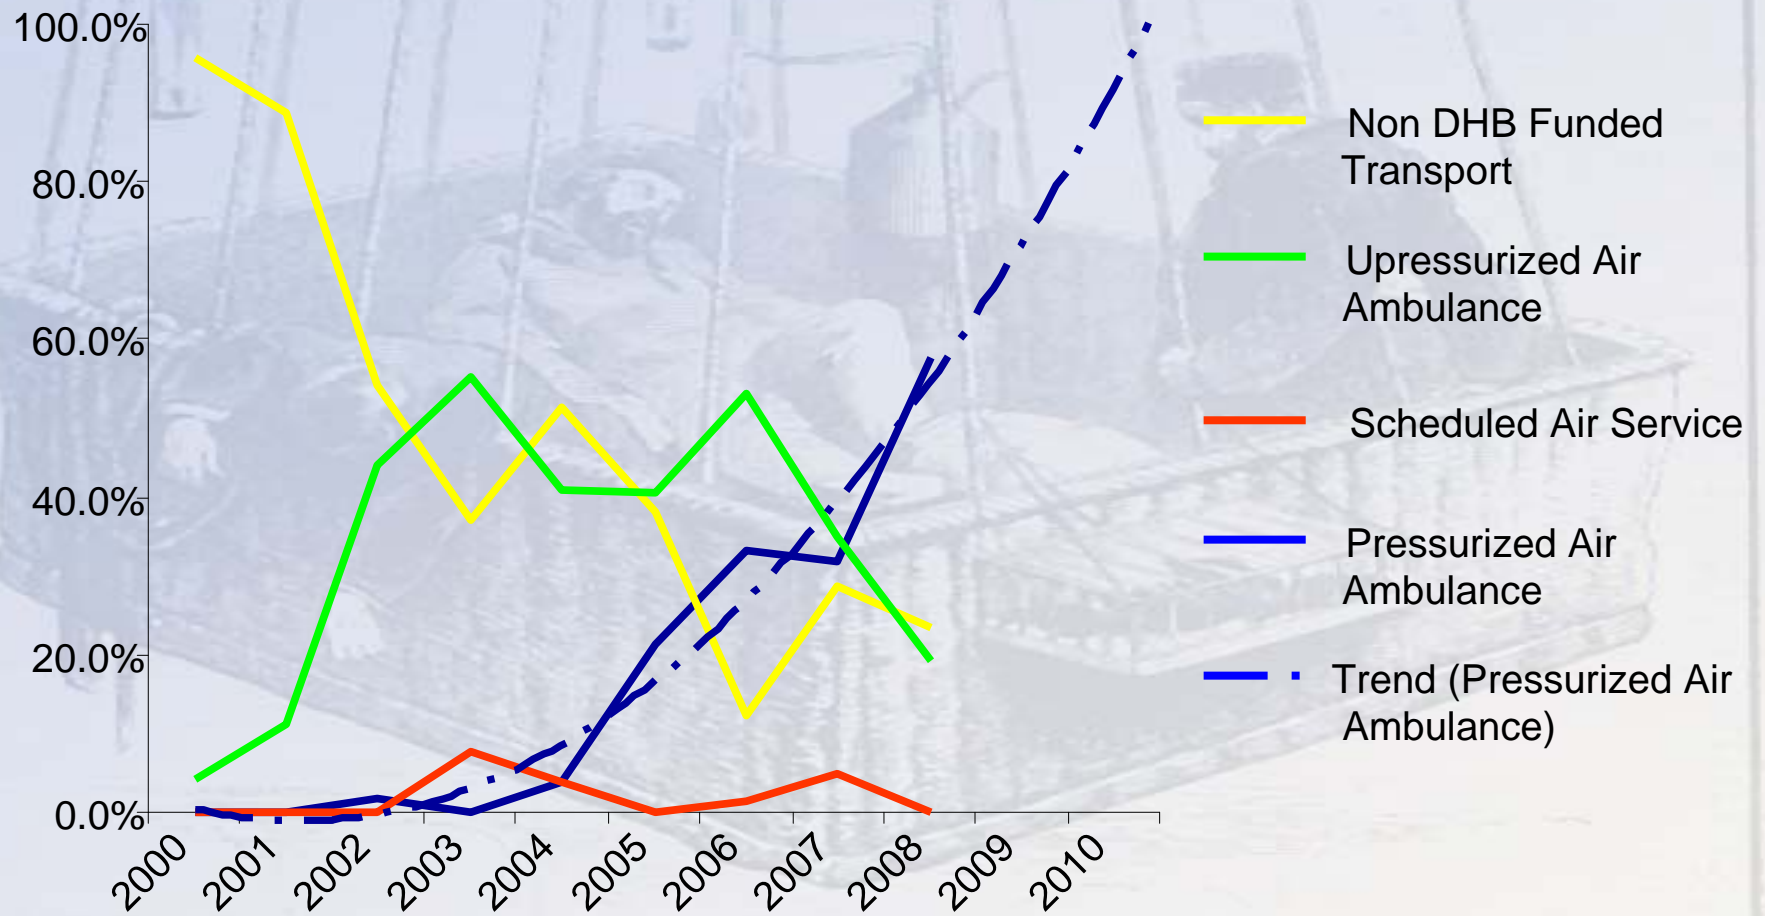 100.0%
80.0%
60.0%
40.0%
20.0%
0.0%
2000
2001
2002
2003
2004
2005
2006
2007
2008
2009
2010
Non DHB Funded
Transport
Upressurized Air
Ambulance
Scheduled Air Service
Pressurized Air
Ambulance
Trend (Pressurized Air
Ambulance)